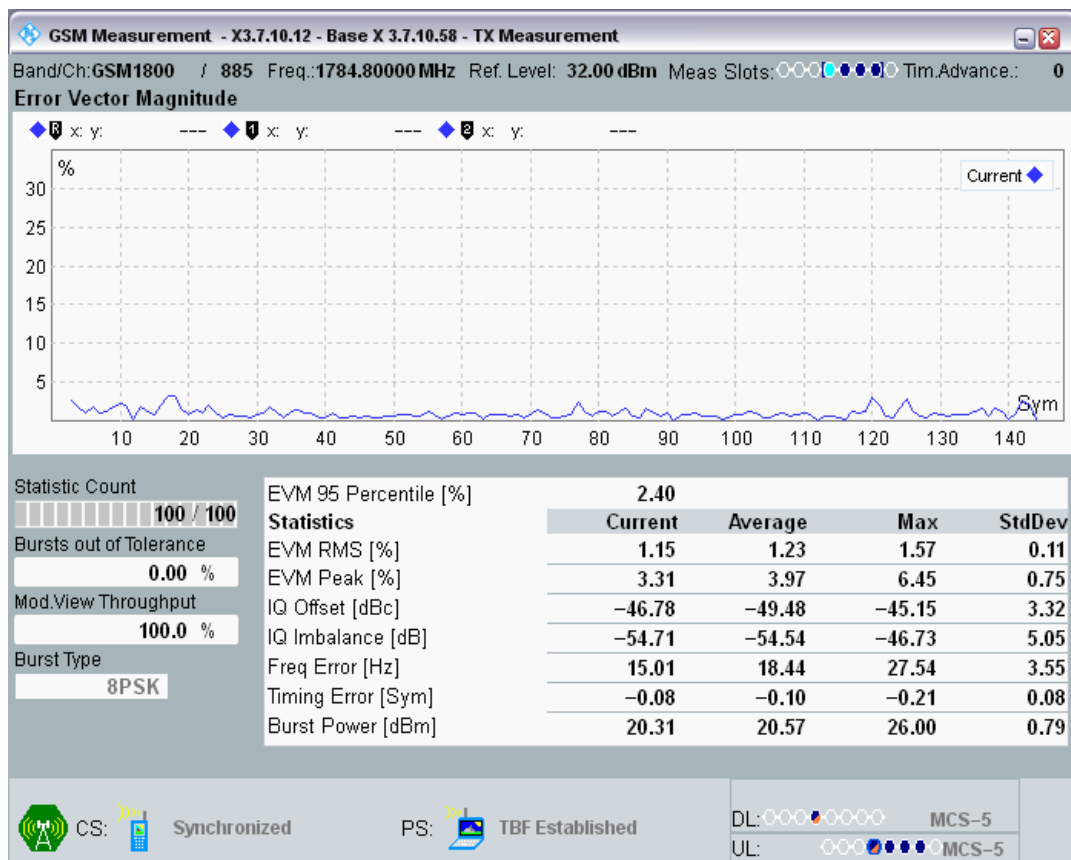 GSM Measurement - X3.7.10.12 - Base X 3.7.10.58 - TX Measurement
Band/Ch:GSM1800 / 885 Freq.:1784.80000 MHz Ref. Level: 32.00 dBm Meas Slots: Tim.Advance.: 0
Error Vector Magnitude
R x: y: --- 1 x: y: --- 2 x: y: ---
%
Current
30
25
20
15
10
5
Sym
10 20 30 40 50 60 70 80 90 100 110 120 130 140
Statistic Count
100 / 100
Bursts out of Tolerance
0.00 %
Mod.View Throughput
100.0 %
Burst Type
8PSK
EVM 95 Percentile [%] 2.40
Statistics Current Average Max StdDev
EVM RMS [%] 1.15 1.23 1.57 0.11
EVM Peak [%] 3.31 3.97 6.45 0.75
IQ Offset [dBc] −46.78 −49.48 −45.15 3.32
IQ Imbalance [dB] −54.71 −54.54 −46.73 5.05
Freq Error [Hz] 15.01 18.44 27.54 3.55
Timing Error [Sym] −0.08 −0.10 −0.21 0.08
Burst Power [dBm] 20.31 20.57 26.00 0.79
CS: Synchronized PS: TBF Established
DL: MCS−5
UL: MCS−5